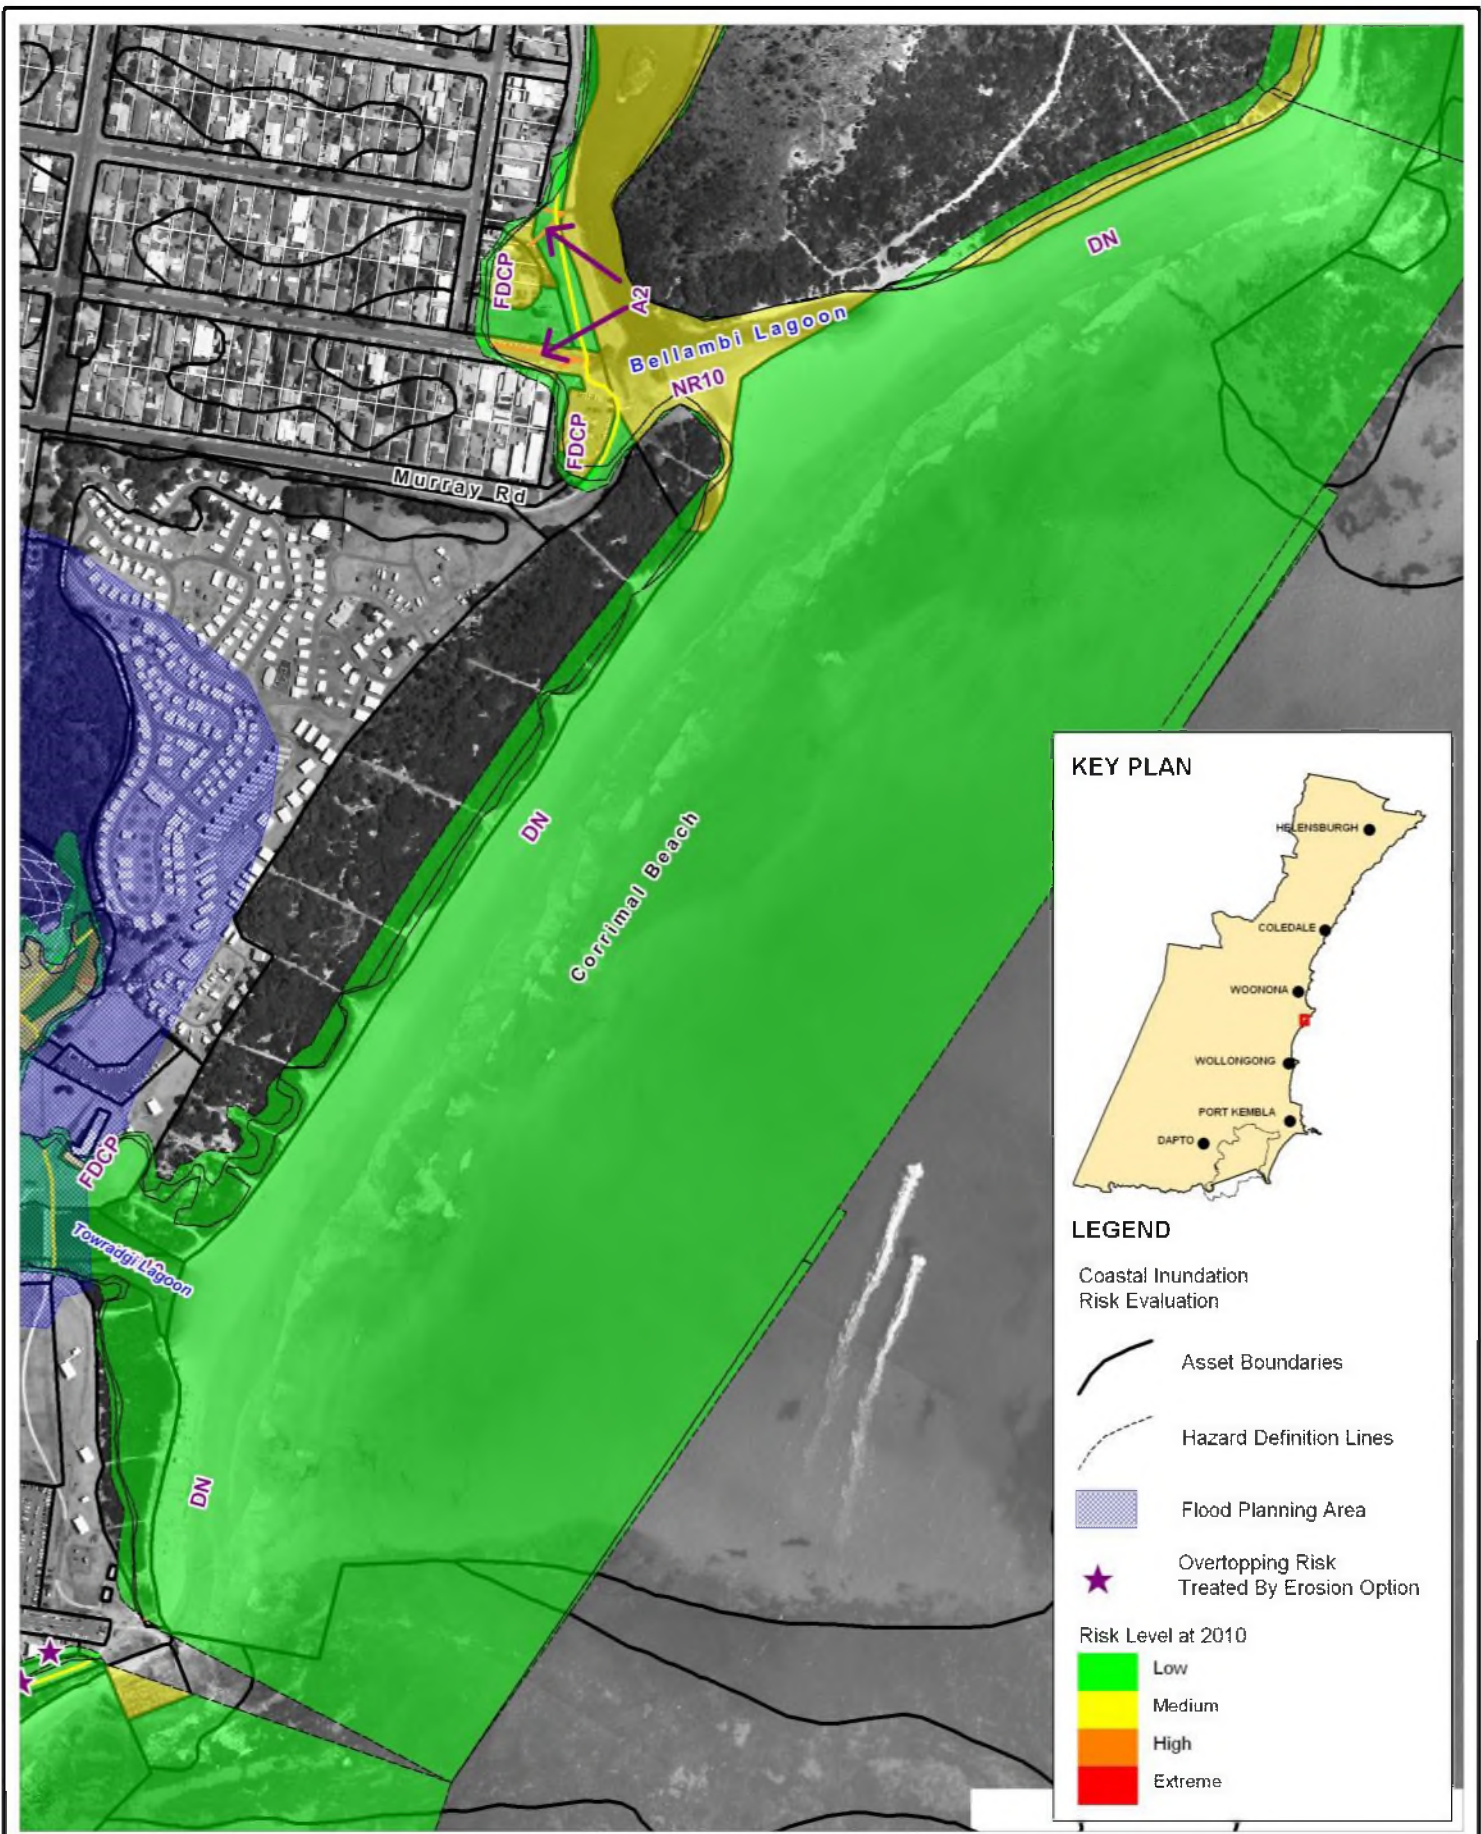 DN
FDCP
A2
Bellambi Lagoon
NR10
FDCP
Murray Rd
DN
Corrimal Beach
FDCP
Towradgi Lagoon
DN
KEY PLAN
HELENSBURGH
COLEDALE
WOONONA
WOLLONGONG
PORT KEMBLA
DAPTO
LEGEND
Coastal Inundation
Risk Evaluation
Asset Boundaries
Hazard Definition Lines
Flood Planning Area
Overtopping Risk
Treated By Erosion Option
Risk Level at 2010
Low
Medium
High
Extreme